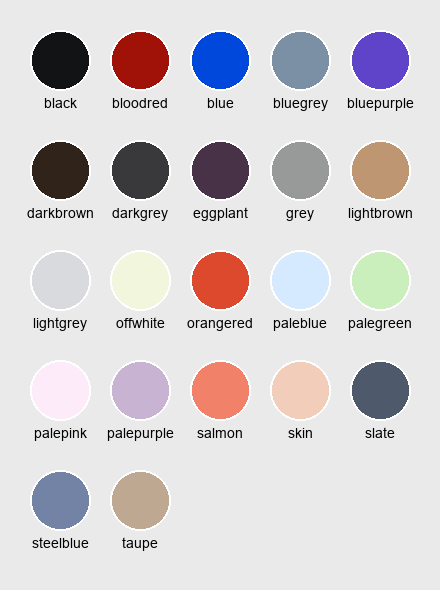 black bloodred blue bluegrey bluepurple
darkbrown darkgrey eggplant grey lightbrown
lightgrey offwhite orangered paleblue palegreen
palepink palepurple salmon skin slate
steelblue taupe